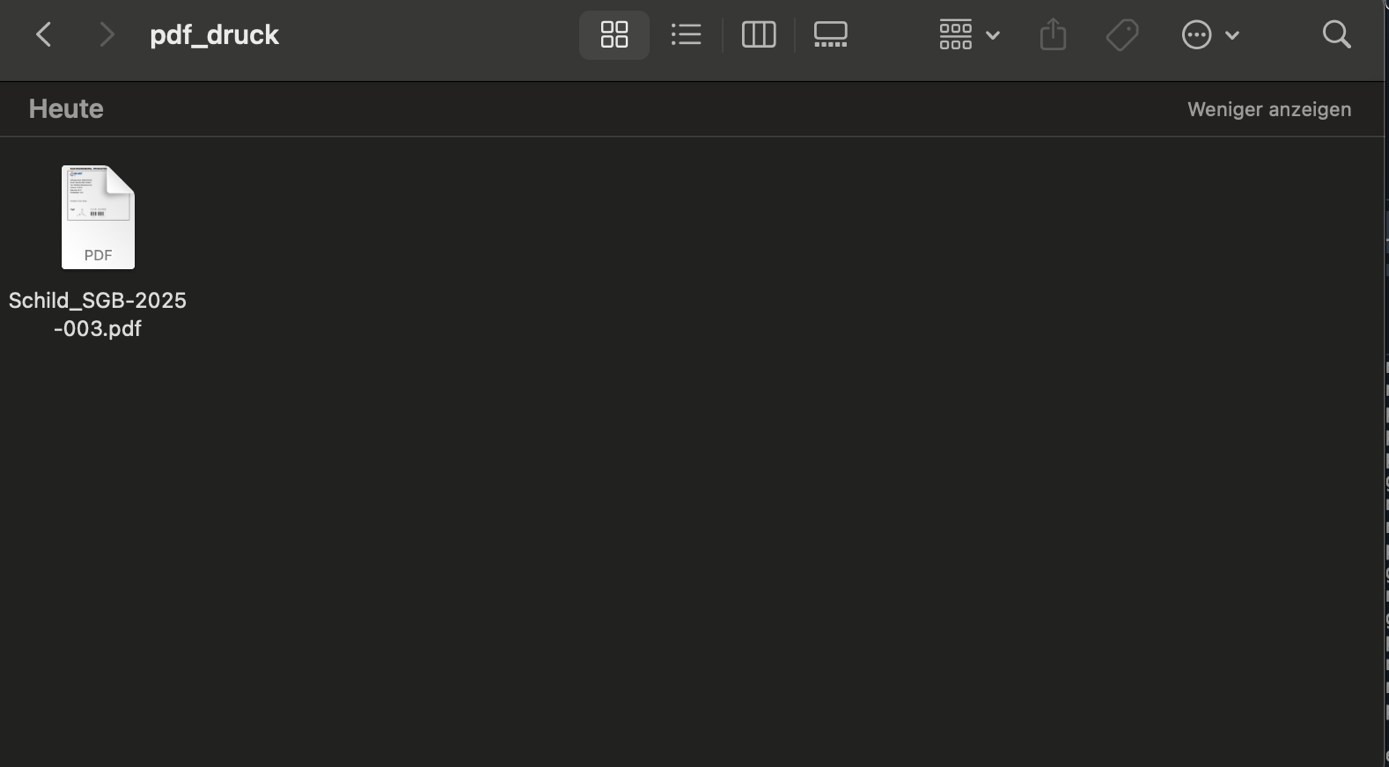 pdf_druck
Heute
Weniger anzeigen
PDF
Schild_SGB-2025
-003.pdf